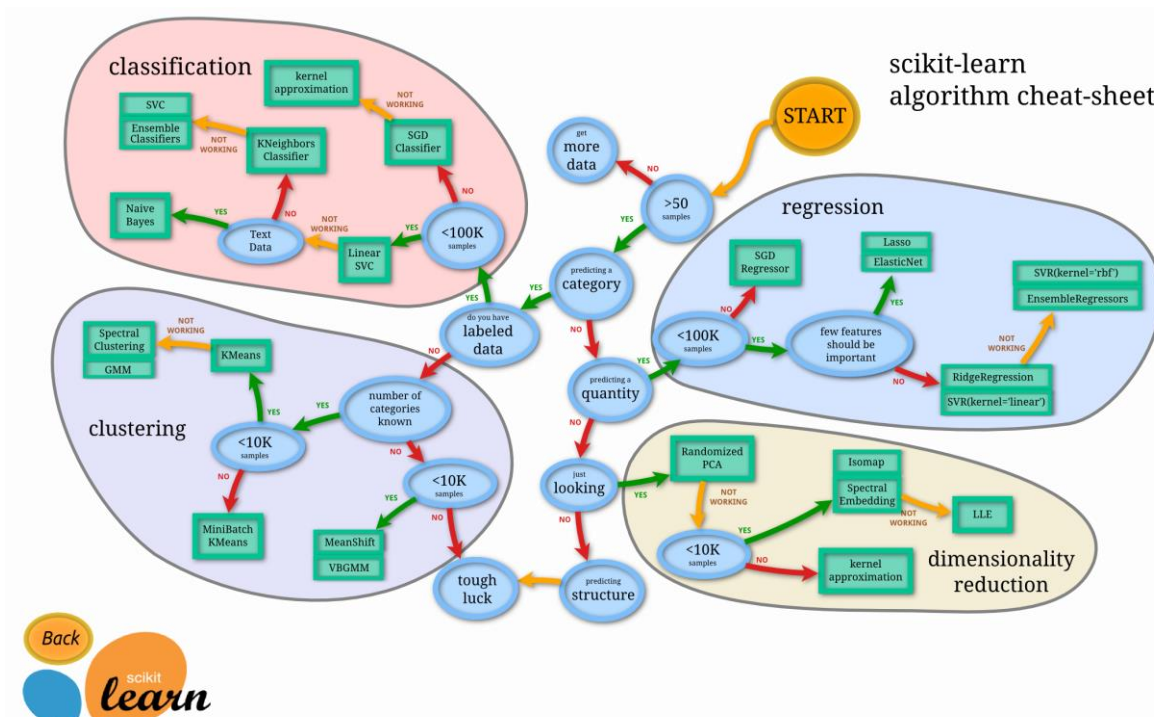 scikit-learn
algorithm cheat-sheet
START
get
more
data
NO
>50
samples
YES
predicting a
category
YES
NO
do you have
labeled
data
YES
NO
predicting a
quantity
YES
NO
just
looking
YES
NO
predicting
structure
tough
luck
classification
kernel
approximation
NOT
WORKING
SGD
Classifier
NO
<100K
samples
YES
Linear
SVC
NOT
WORKING
Text
Data
YES
Naive
Bayes
NO
KNeighbors
Classifier
NOT
WORKING
SVC
Ensemble
Classifiers
clustering
number of
categories
known
YES
NO
<10K
samples
YES
KMeans
NOT
WORKING
Spectral
Clustering
GMM
NO
MiniBatch
KMeans
<10K
samples
YES
MeanShift
VBGMM
NO
regression
<100K
samples
NO
SGD
Regressor
YES
few features
should be
important
YES
Lasso
ElasticNet
NO
RidgeRegression
SVR(kernel='linear')
NOT
WORKING
SVR(kernel='rbf')
EnsembleRegressors
dimensionality
reduction
Randomized
PCA
NOT
WORKING
<10K
samples
YES
Isomap
Spectral
Embedding
NOT
WORKING
LLE
NO
kernel
approximation
Back
scikit
learn